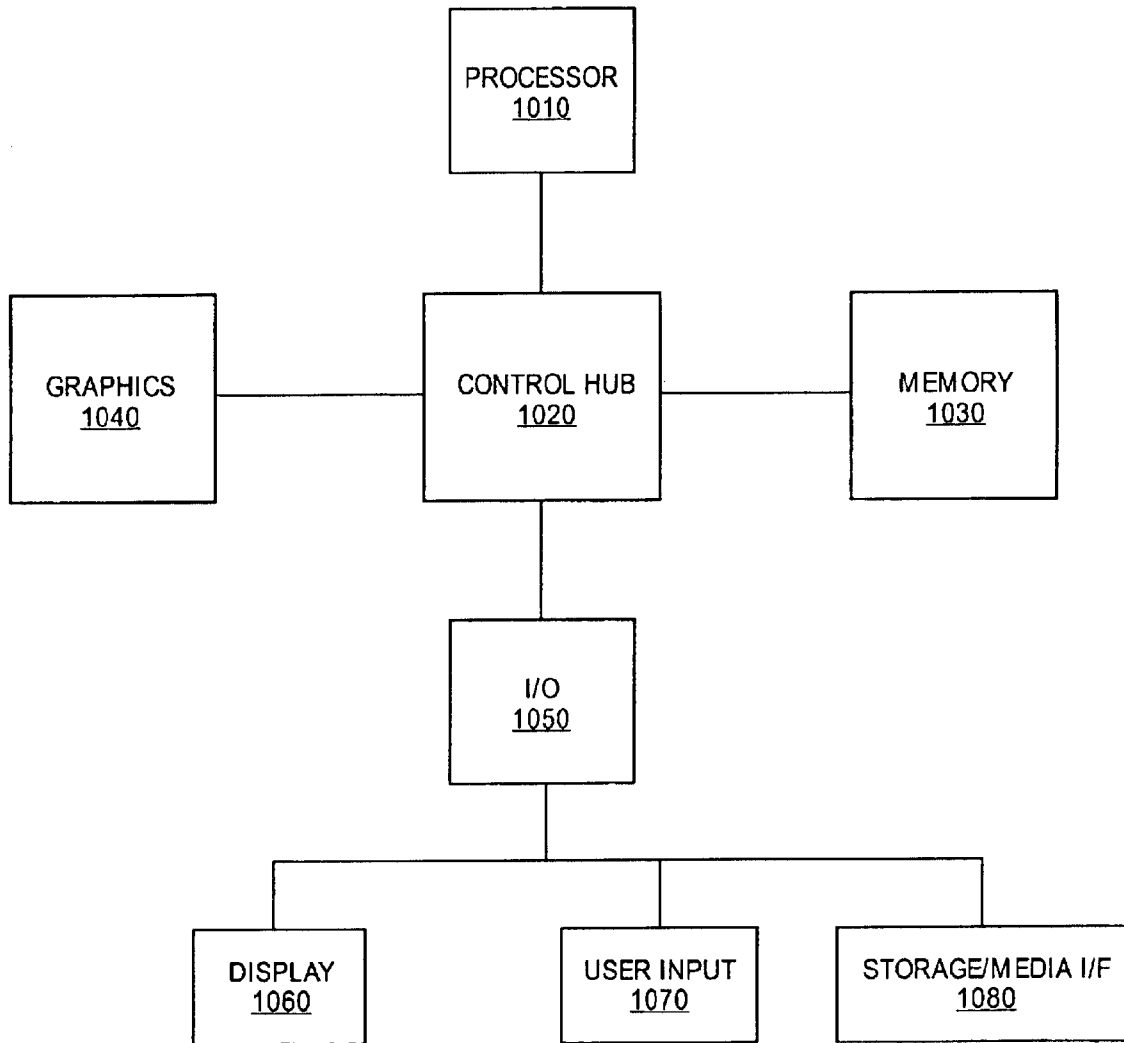 PROCESSOR
1010
GRAPHICS
1040
CONTROL HUB
1020
MEMORY
1030
I/O
1050
DISPLAY
1060
USER INPUT
1070
STORAGE/MEDIA I/F
1080